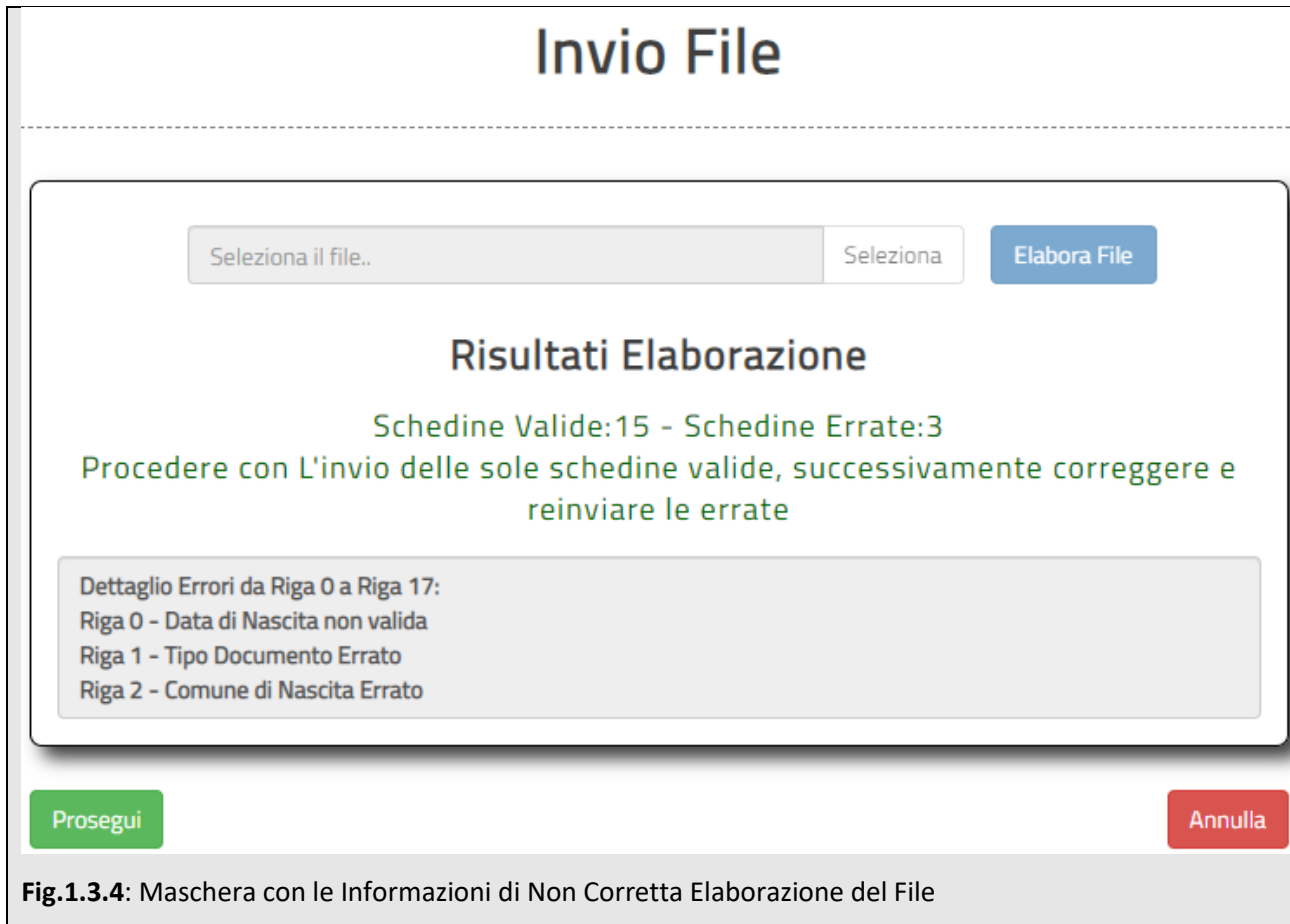 Invio File
Seleziona il file..
Seleziona
Elabora File
Risultati Elaborazione
Schedine Valide:15 - Schedine Errate:3
Procedere con L'invio delle sole schedine valide, successivamente correggere e
reinviare le errate
Dettaglio Errori da Riga 0 a Riga 17:
Riga 0 - Data di Nascita non valida
Riga 1 - Tipo Documento Errato
Riga 2 - Comune di Nascita Errato
Prosegui
Annulla
Fig.1.3.4: Maschera con le Informazioni di Non Corretta Elaborazione del File